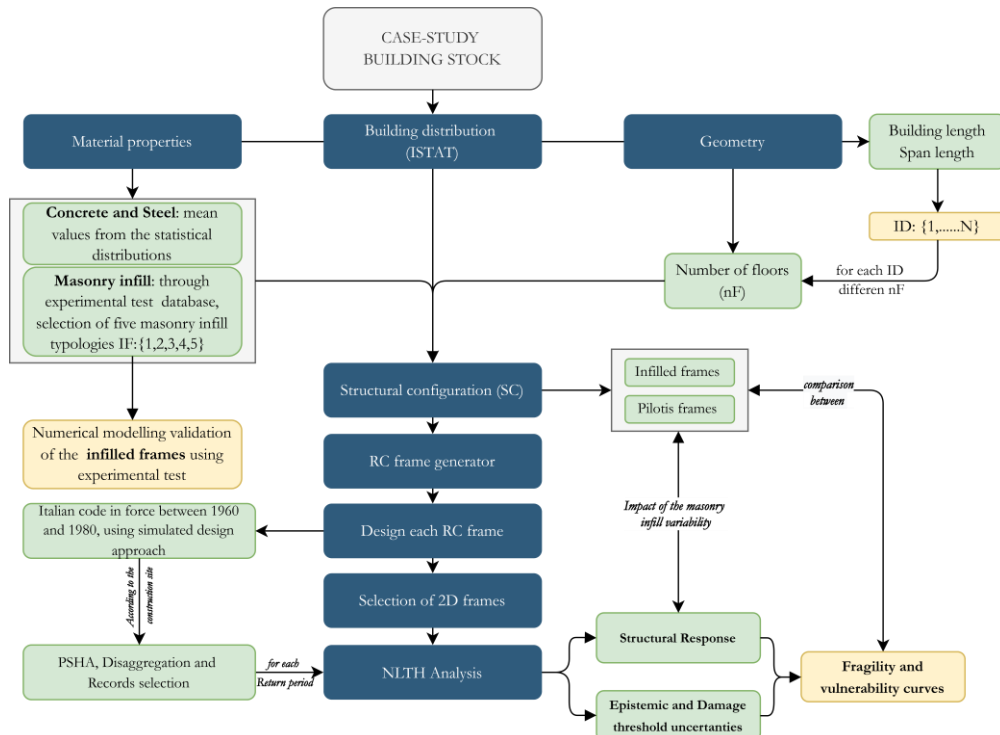 CASE-STUDY
BUILDING STOCK
Material properties
Building distribution
(ISTAT)
Geometry
Building length
Span length
Concrete and Steel: mean
values from the statistical
distributions
Masonry infill: through
experimental test database,
selection of five masonry infill
typologies IF:{1,2,3,4,5}
ID: {1,......N}
Number of floors
(nF)
for each ID
differen nF
Structural configuration (SC)
Infilled frames
Pilotis frames
comparison
between
Numerical modelling validation
of the infilled frames using
experimental test
RC frame generator
Impact of the masonry
infill variability
Italian code in force between 1960
and 1980, using simulated design
approach
Design each RC frame
According to the
construction site
Selection of 2D frames
PSHA, Disaggregation and
Records selection
for each
Return period
NLTH Analysis
Structural Response
Epistemic and Damage
threshold uncertanties
Fragility and
vulnerability curves